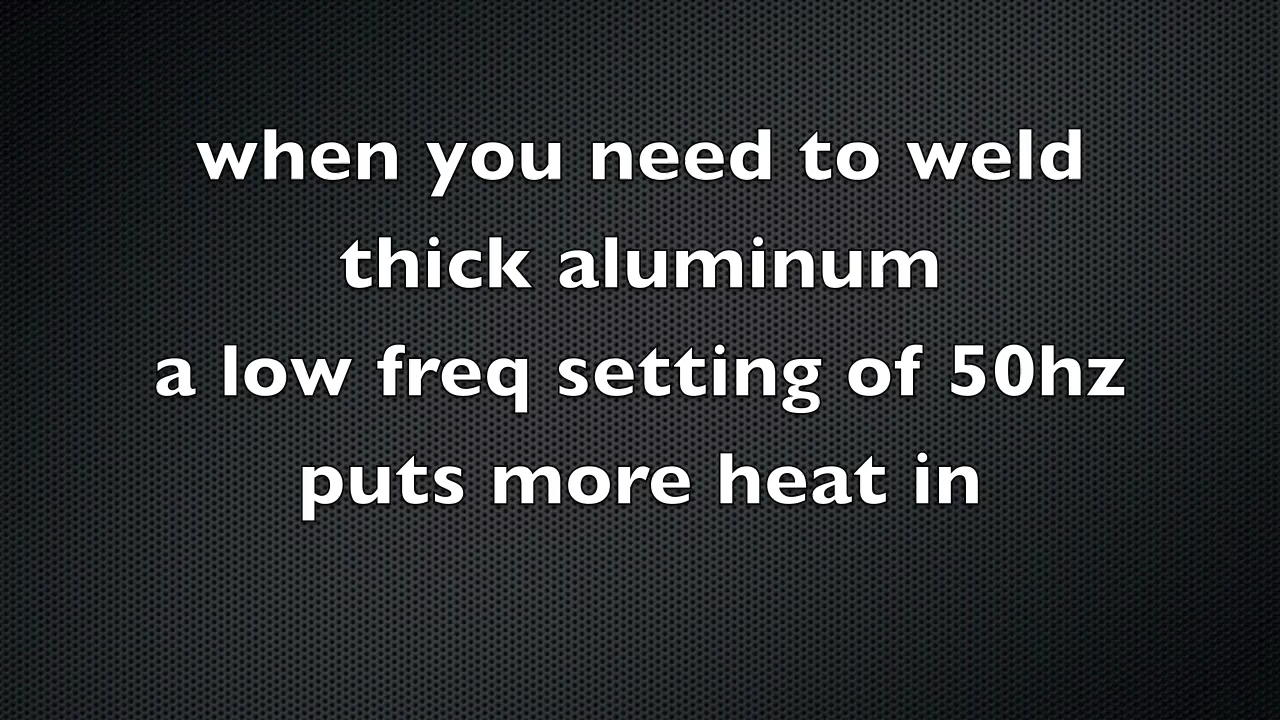 when you need to weld
thick aluminum
a low freq setting of 50hz
puts more heat in